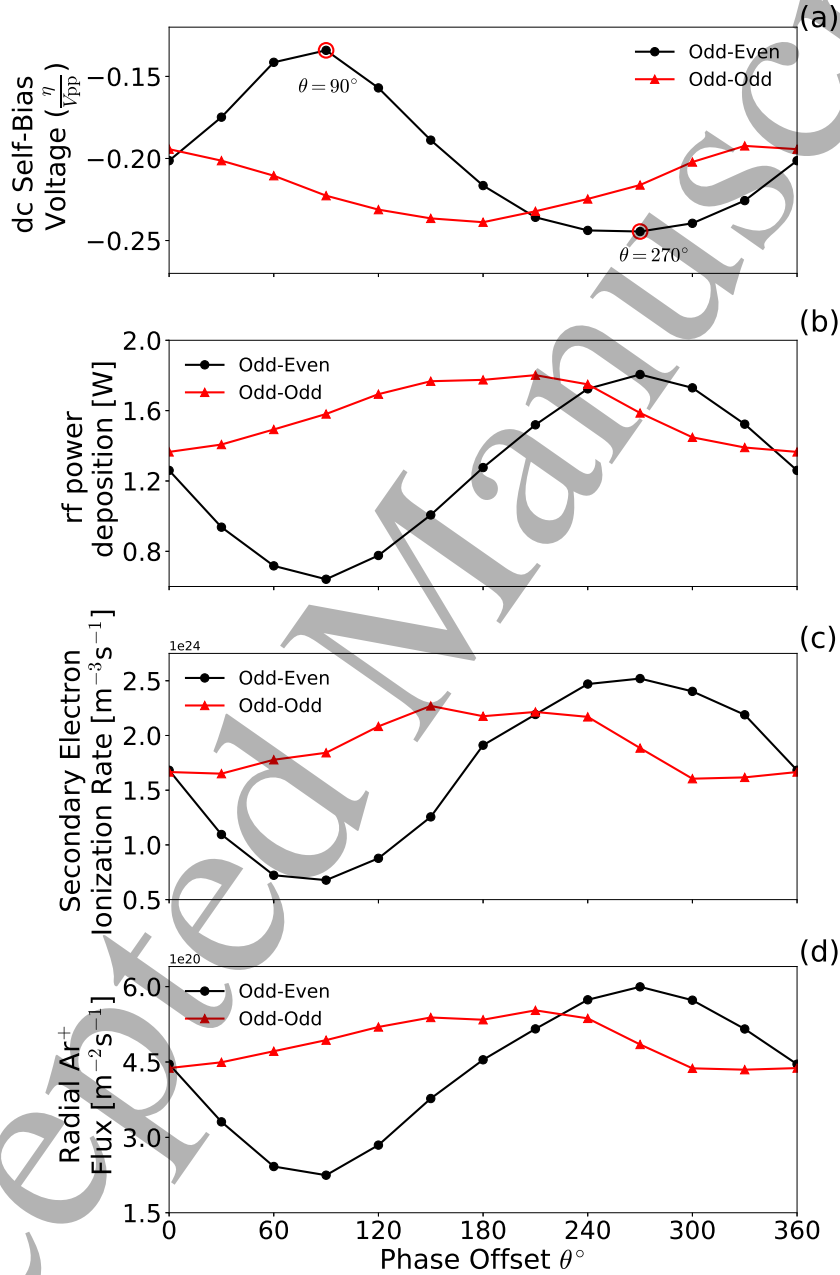 (a)
dc Self-Bias
Voltage (η/Vpp)
−0.15
−0.20
−0.25
Odd-Even
Odd-Odd
θ = 90°
θ = 270°
(b)
rf power
deposition [W]
2.0
1.6
1.2
0.8
Odd-Even
Odd-Odd
(c)
Secondary Electron
Ionization Rate [m⁻³s⁻¹]
1e24
2.5
2.0
1.5
1.0
0.5
Odd-Even
Odd-Odd
(d)
Radial Ar⁺
Flux [m⁻²s⁻¹]
1e20
6.0
4.5
3.0
1.5
Odd-Even
Odd-Odd
0 60 120 180 240 300 360
Phase Offset θ°
cepted Manusc